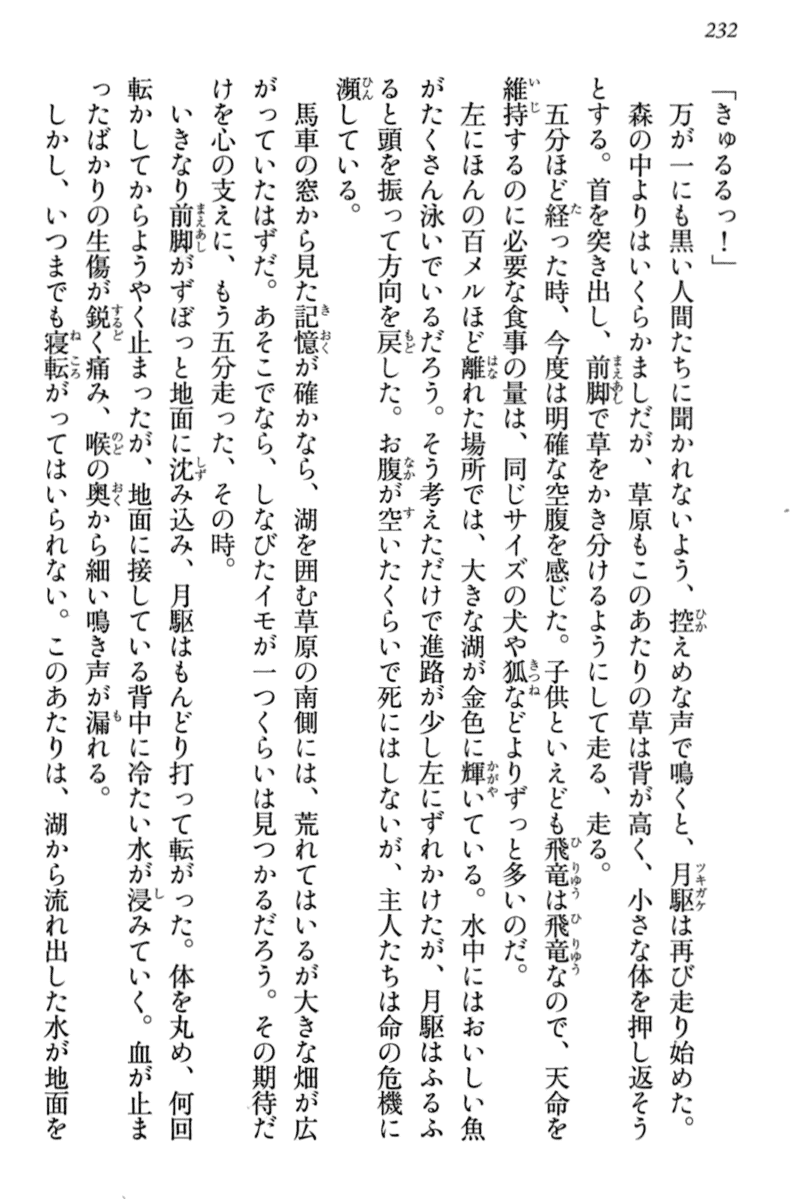 232
「きゅるるっ！」
万が一にも黒い人間たちに聞かれないよう、控えめな声で鳴くと、月駆は再び走り始めた。
森の中よりはいくらかましだが、草原もこのあたりの草は背が高く、小さな体を押し返そう
とする。首を突き出し、前脚で草をかき分けるようにして走る、走る。
五分ほど経った時、今度は明確な空腹を感じた。子供といえども飛竜は飛竜なので、天命を
維持するのに必要な食事の量は、同じサイズの犬や狐などよりずっと多いのだ。
左にほんの百メルほど離れた場所では、大きな湖が金色に輝いている。水中にはおいしい魚
がたくさん泳いでいるだろう。そう考えただけで進路が少し左にずれかけたが、月駆はふるふ
ると頭を振って方向を戻した。お腹が空いたくらいで死にはしないが、主人たちは命の危機に
瀕している。
馬車の窓から見た記憶が確かなら、湖を囲む草原の南側には、荒れてはいるが大きな畑が広
がっていたはずだ。あそこでなら、しなびたイモが一つくらいは見つかるだろう。その期待だ
けを心の支えに、もう五分走った、その時。
いきなり前脚がずぼっと地面に沈み込み、月駆はもんどり打って転がった。体を丸め、何回
転かしてからようやく止まったが、地面に接している背中に冷たい水が浸みていく。血が止ま
ったばかりの生傷が鋭く痛み、喉の奥から細い鳴き声が漏れる。
しかし、いつまでも寝転がってはいられない。このあたりは、湖から流れ出した水が地面を